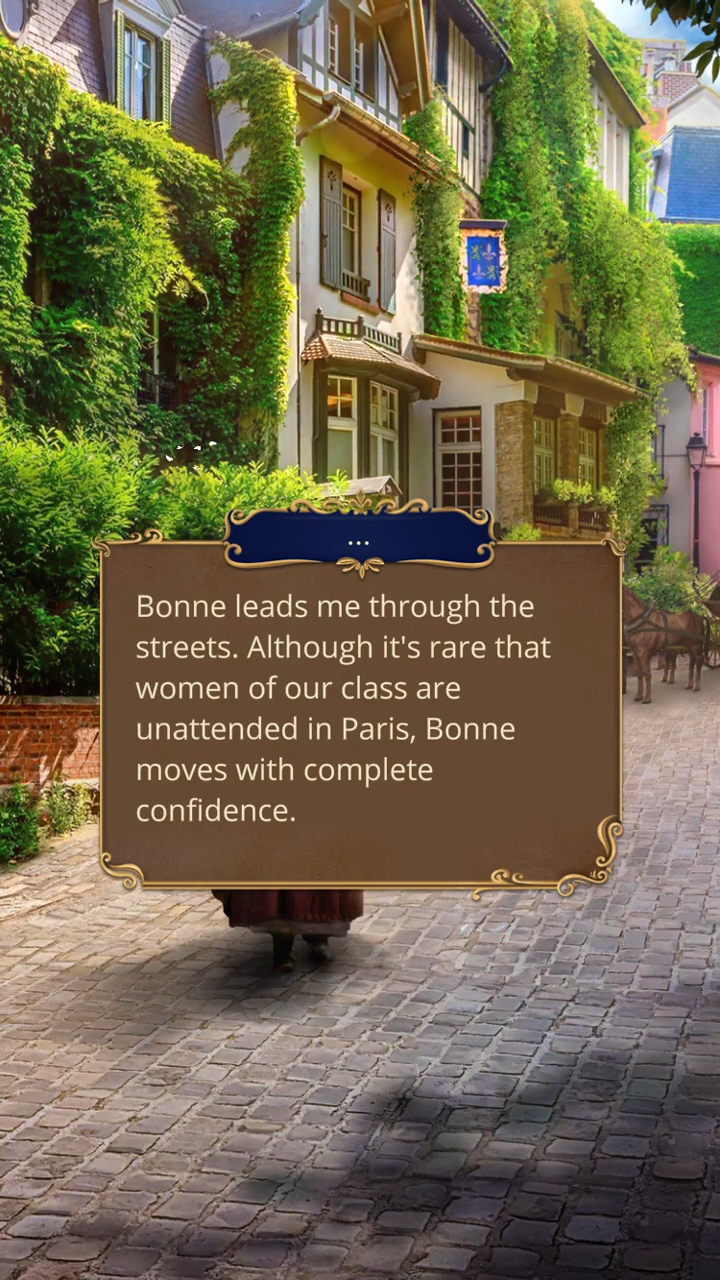 ...
Bonne leads me through the
streets. Although it's rare that
women of our class are
unattended in Paris, Bonne
moves with complete
confidence.